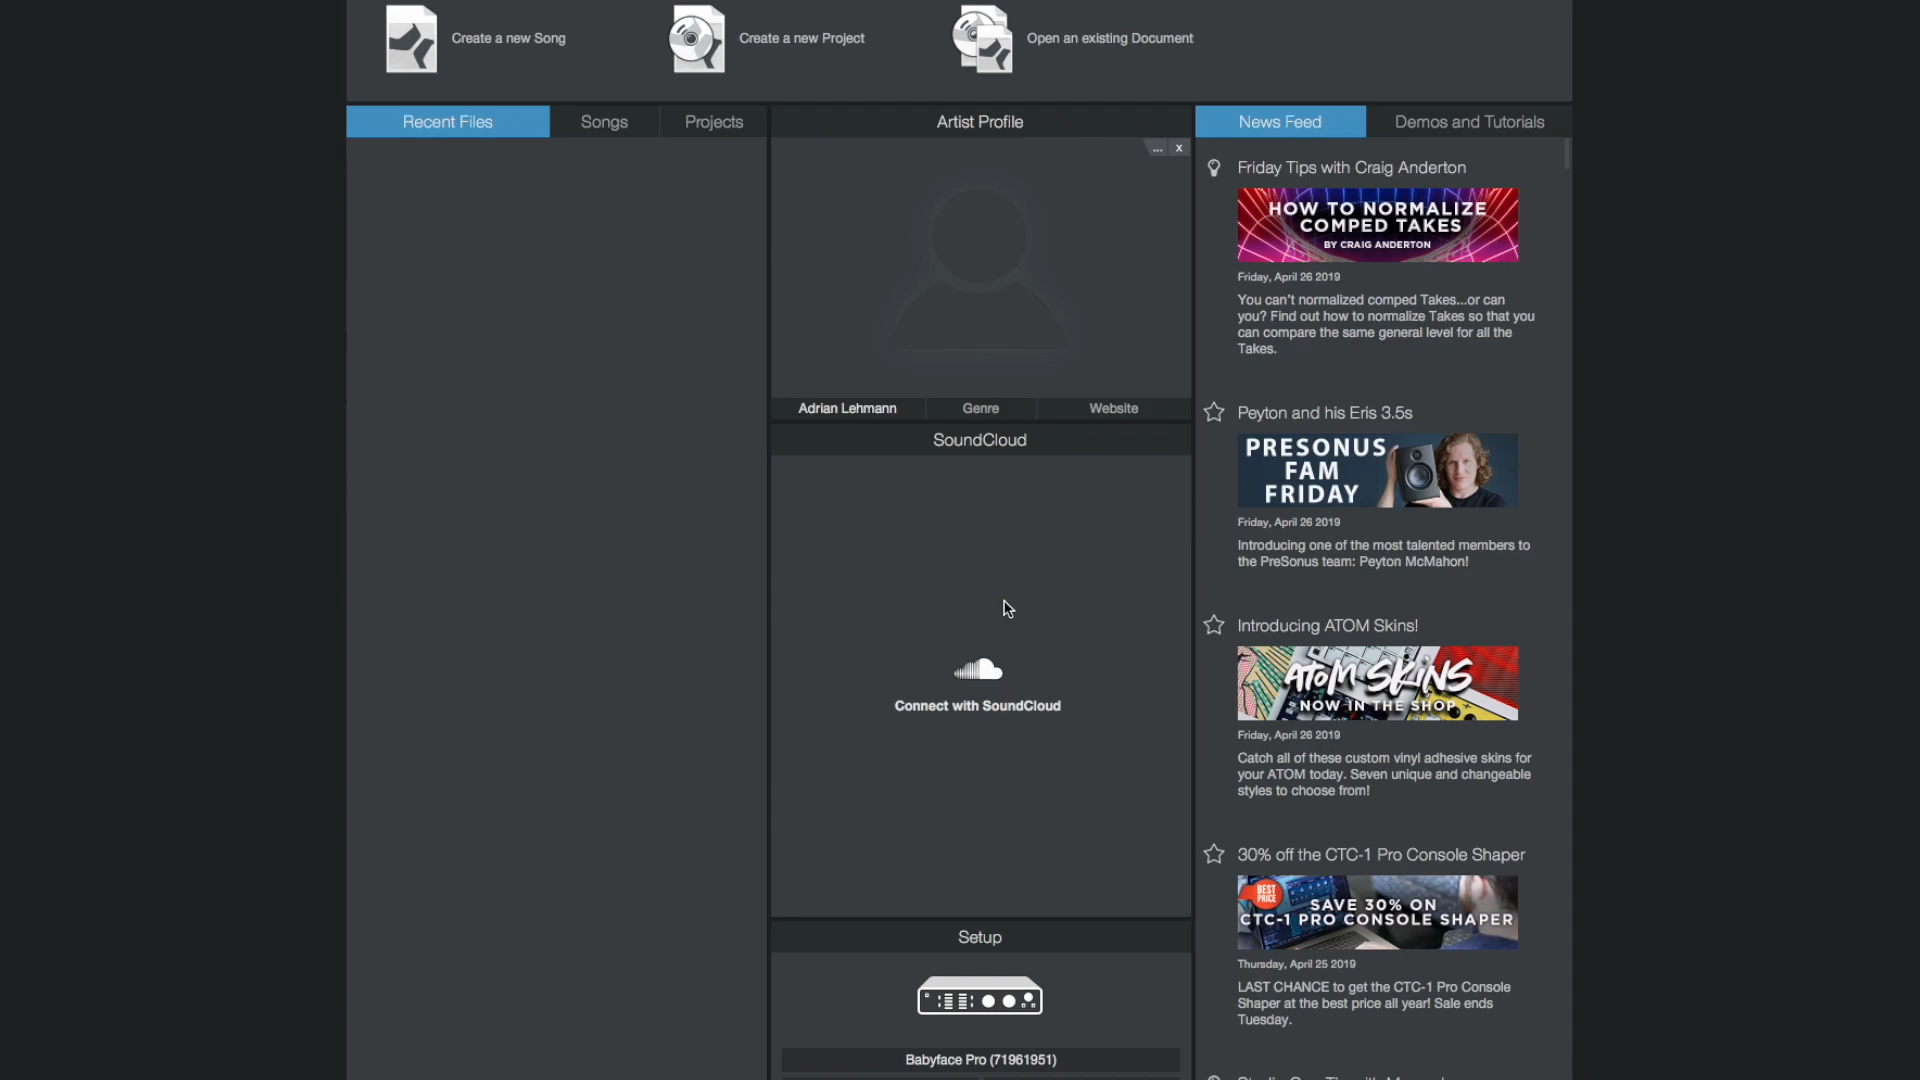 Create a new Song
Create a new Project
Open an existing Document
Recent Files
Songs
Projects
Artist Profile
... x
Adrian Lehmann
Genre
Website
SoundCloud
Connect with SoundCloud
Setup
Babyface Pro (71961951)
News Feed
Demos and Tutorials
Friday Tips with Craig Anderton
HOW TO NORMALIZE
COMPED TAKES
BY CRAIG ANDERTON
Friday, April 26 2019
You can't normalized comped Takes...or can
you? Find out how to normalize Takes so that you
can compare the same general level for all the
Takes.
Peyton and his Eris 3.5s
PRESONUS
FAM
FRIDAY
Friday, April 26 2019
Introducing one of the most talented members to
the PreSonus team: Peyton McMahon!
Introducing ATOM Skins!
ATOM SKINS
NOW IN THE SHOP
Friday, April 26 2019
Catch all of these custom vinyl adhesive skins for
your ATOM today. Seven unique and changeable
styles to choose from!
30% off the CTC-1 Pro Console Shaper
BEST
PRICE
SAVE 30% ON
CTC-1 PRO CONSOLE SHAPER
Thursday, April 25 2019
LAST CHANCE to get the CTC-1 Pro Console
Shaper at the best price all year! Sale ends
Tuesday.